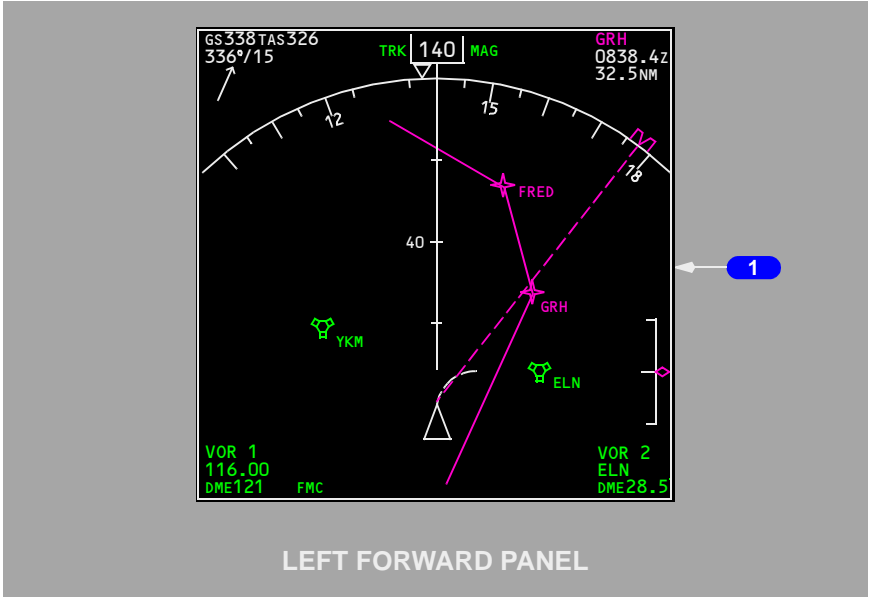 GS338TAS326
336°/15
TRK 140 MAG
GRH
0838.4Z
32.5NM
12
15
18
FRED
40
GRH
1
YKM
ELN
VOR 1
116.00
DME121
FMC
VOR 2
ELN
DME28.5
LEFT FORWARD PANEL